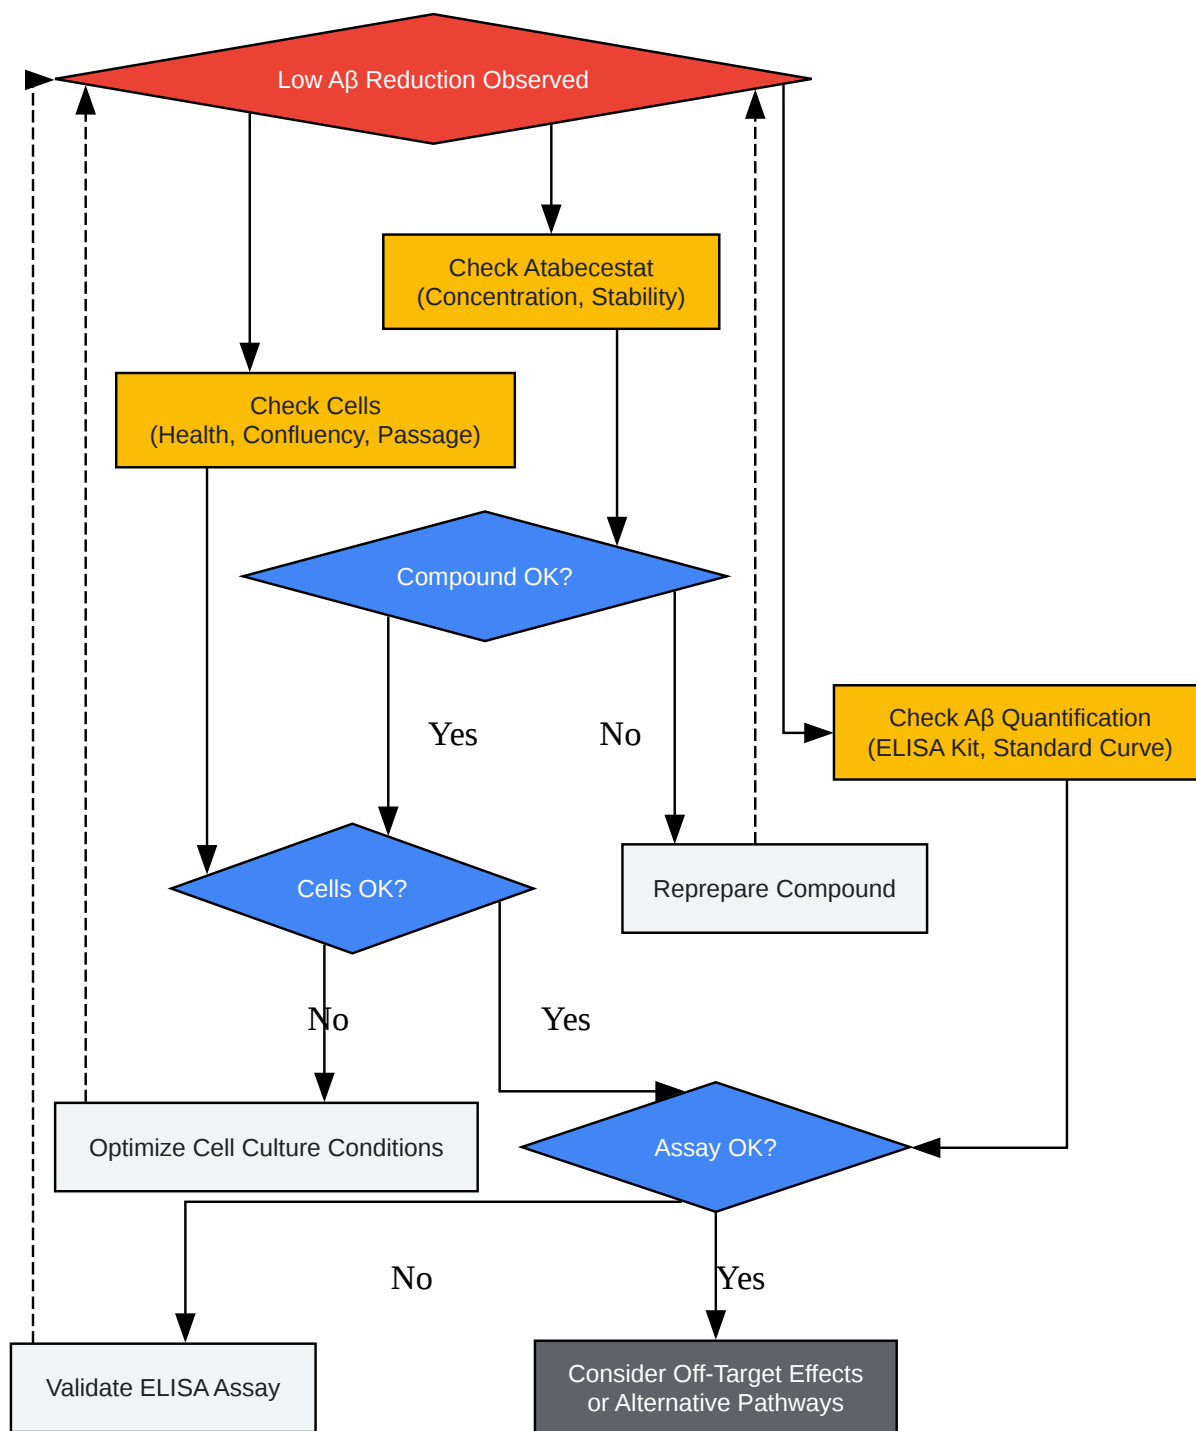 Low Aβ Reduction Observed
Check Atabecestat
(Concentration, Stability)
Check Cells
(Health, Confluency, Passage)
Compound OK?
Yes
No
Check Aβ Quantification
(ELISA Kit, Standard Curve)
Cells OK?
Reprepare Compound
No
Yes
Optimize Cell Culture Conditions
Assay OK?
No
Yes
Validate ELISA Assay
Consider Off-Target Effects
or Alternative Pathways